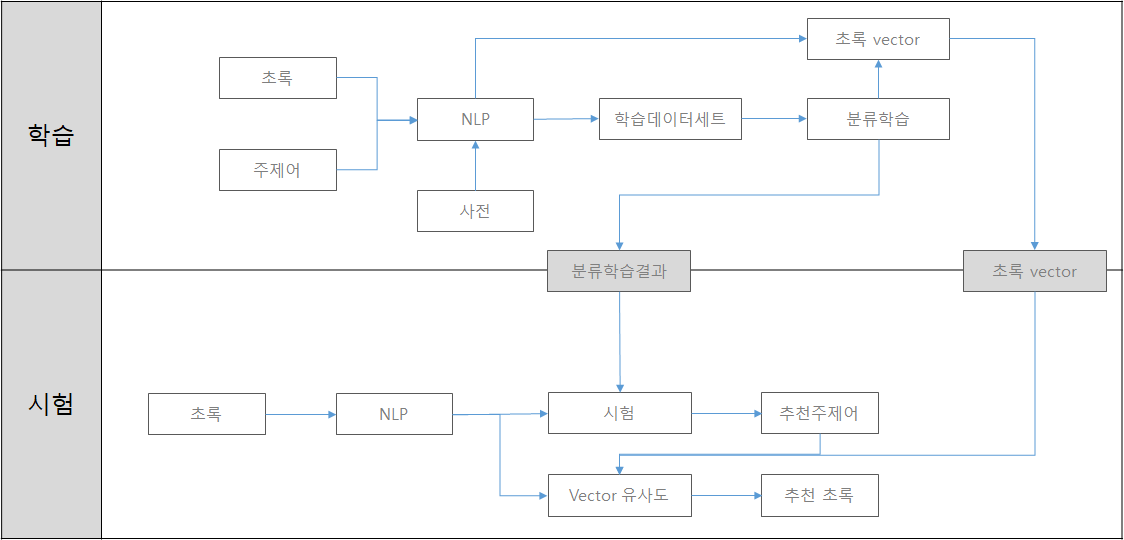 학습
초록 vector
초록
NLP
학습데이터세트
분류학습
주제어
사전
분류학습결과
초록 vector
시험
초록
NLP
시험
추천주제어
Vector 유사도
추천 초록